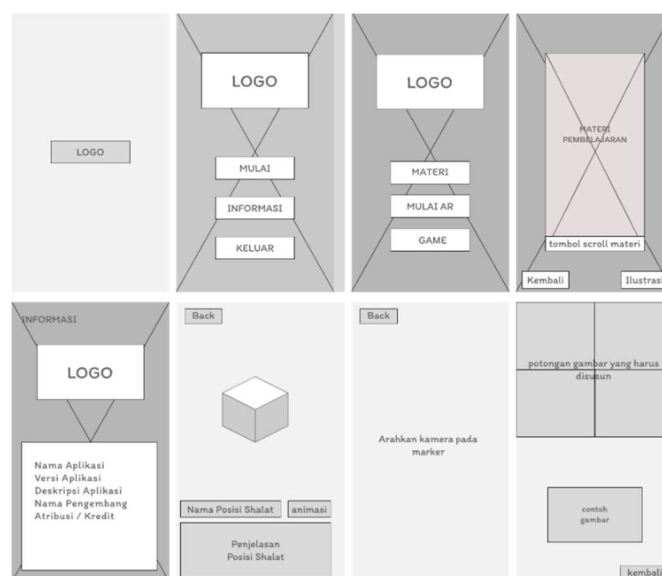 LOGO
LOGO
MULAI
INFORMASI
KELUAR
LOGO
MATERI
MULAI AR
GAME
MATERI
PEMBELAJARAN
tombol scroll materi
Kembali
Ilustrasi
INFORMASI
LOGO
Nama Aplikasi
Versi Aplikasi
Deskripsi Aplikasi
Nama Pengembang
Atribusi / Kredit
Back
Nama Posisi Shalat
animasi
Penjelasan
Posisi Shalat
Back
Arahkan kamera pada
marker
potongan gambar yang harus
disusun
contoh
gambar
kembali